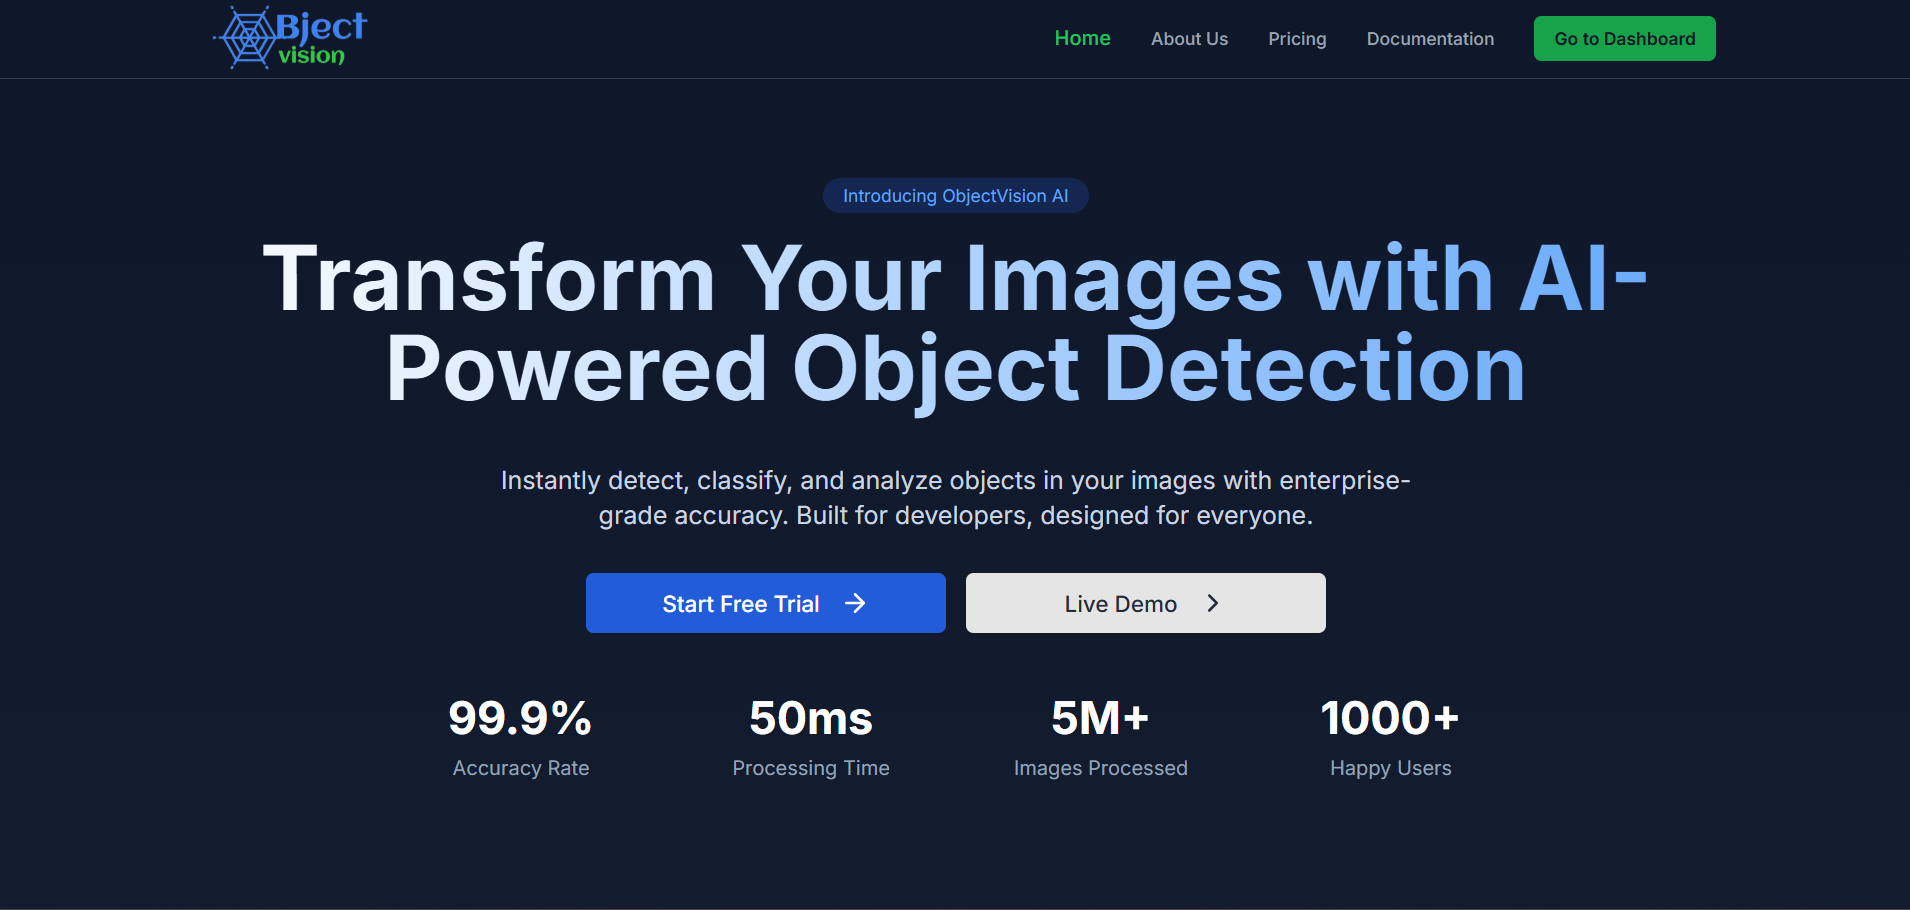 Bject
vision
Home
About Us
Pricing
Documentation
Go to Dashboard
Introducing ObjectVision AI
Transform Your Images with AI-
Powered Object Detection
Instantly detect, classify, and analyze objects in your images with enterprise-
grade accuracy. Built for developers, designed for everyone.
Start Free Trial
Live Demo
99.9%
Accuracy Rate
50ms
Processing Time
5M+
Images Processed
1000+
Happy Users